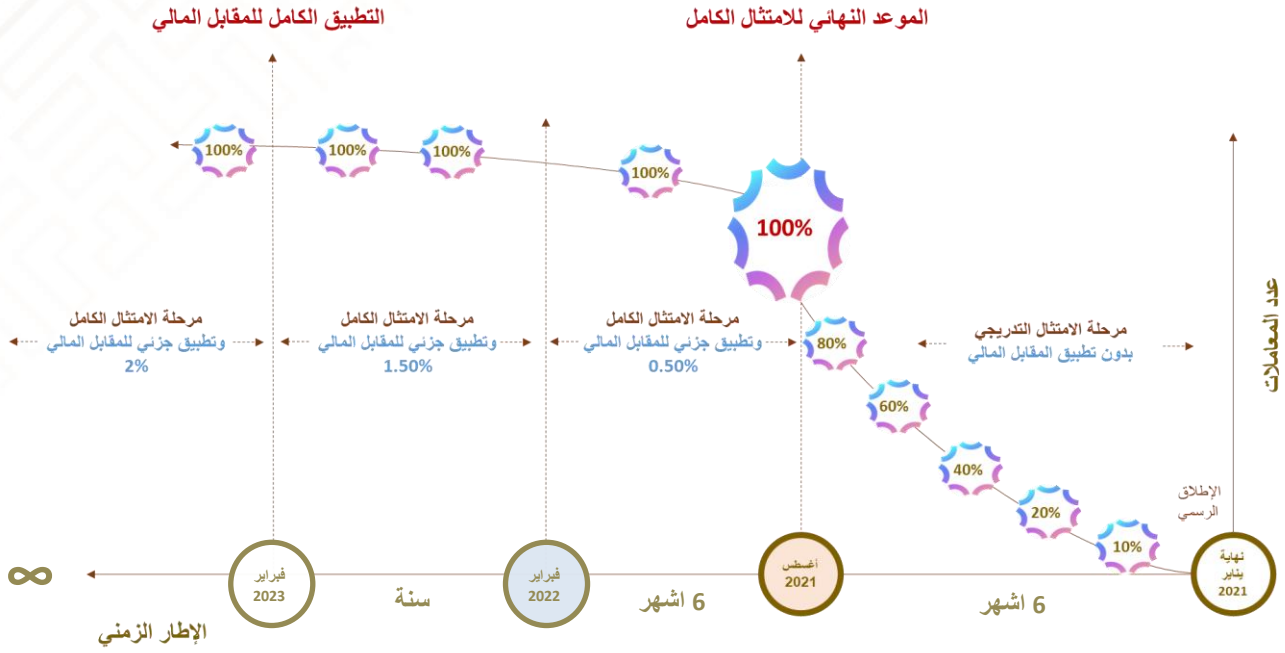 الموعد النهائي للامتثال الكامل
التطبيق الكامل للمقابل المالي
100%
100%
100%
100%
100%
80%
60%
40%
20%
10%
عدد المعاملات
مرحلة الامتثال التدريجي
بدون تطبيق المقابل المالي
مرحلة الامتثال الكامل
وتطبيق جزئي للمقابل المالي
0.50%
مرحلة الامتثال الكامل
وتطبيق جزئي للمقابل المالي
1.50%
مرحلة الامتثال الكامل
وتطبيق جزئي للمقابل المالي
2%
الإطلاق
الرسمي
نهاية
يناير
2021
6 اشهر
أغسطس
2021
6 اشهر
فبراير
2022
سنة
فبراير
2023
∞
الإطار الزمني